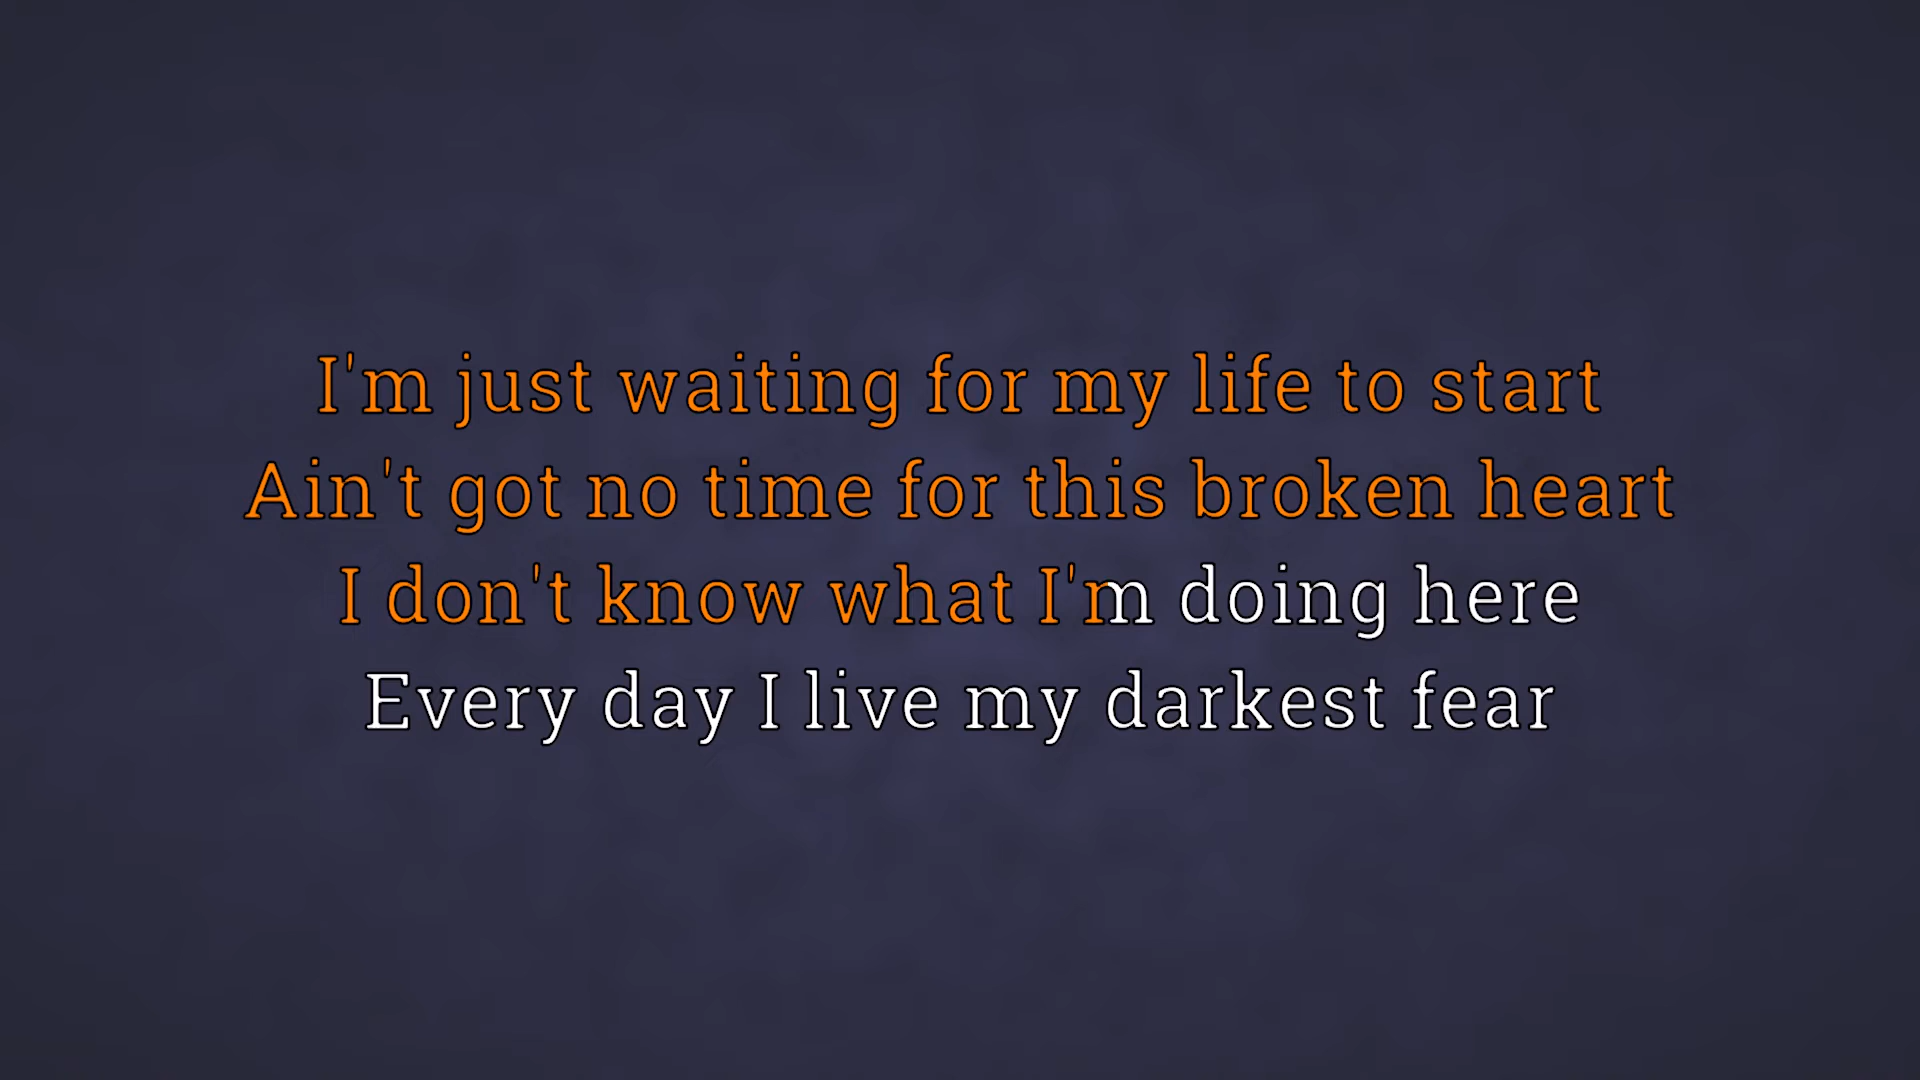 I'm just waiting for my life to start
Ain't got no time for this broken heart
I don't know what I'm doing here
Every day I live my darkest fear